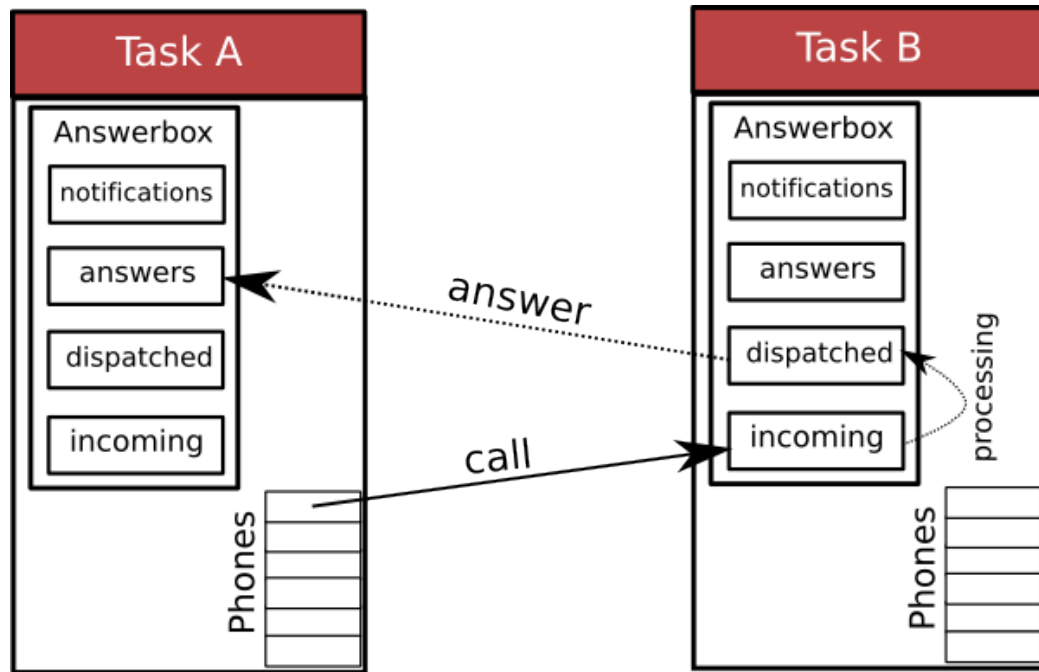 Task A
Answerbox
notifications
answers
dispatched
incoming
Phones
answer
call
Task B
Answerbox
notifications
answers
dispatched
incoming
processing
Phones